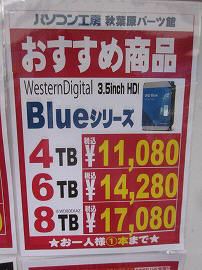 パソコン工房 秋葉原パーツ館
おすすめ商品
WesternDigital 3.5inch HDD
Blueシリーズ
4TB 税込 ¥11,080
6TB 税込 ¥14,280
8TB 税込 ¥17,080
★お一人様①本まで★